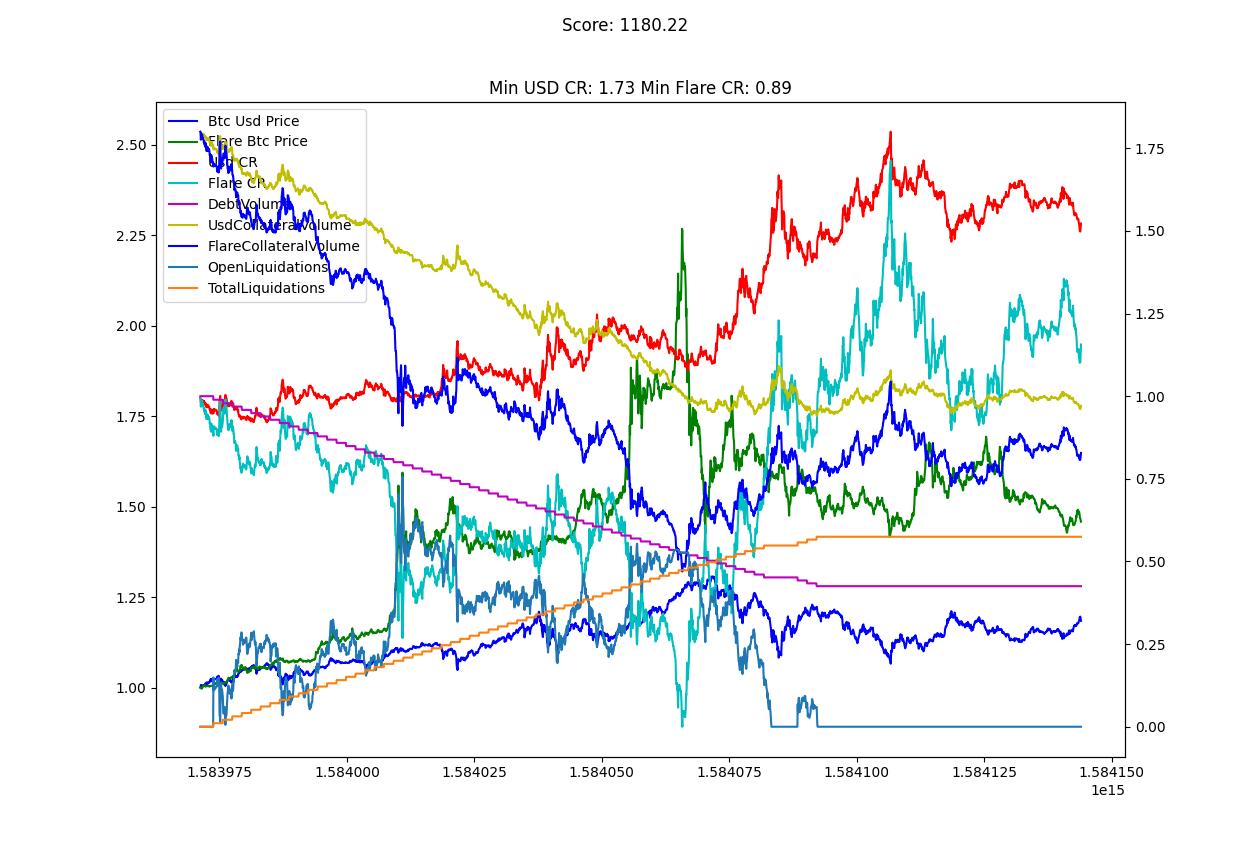 Score: 1180.22
Min USD CR: 1.73 Min Flare CR: 0.89
Btc Usd Price
Flare Btc Price
Usd CR
Flare CR
DebtVolume
UsdCollateralVolume
FlareCollateralVolume
OpenLiquidations
TotalLiquidations
2.50
2.25
2.00
1.75
1.50
1.25
1.00
1.75
1.50
1.25
1.00
0.75
0.50
0.25
0.00
1.583975 1.584000 1.584025 1.584050 1.584075 1.584100 1.584125 1.584150
1e15